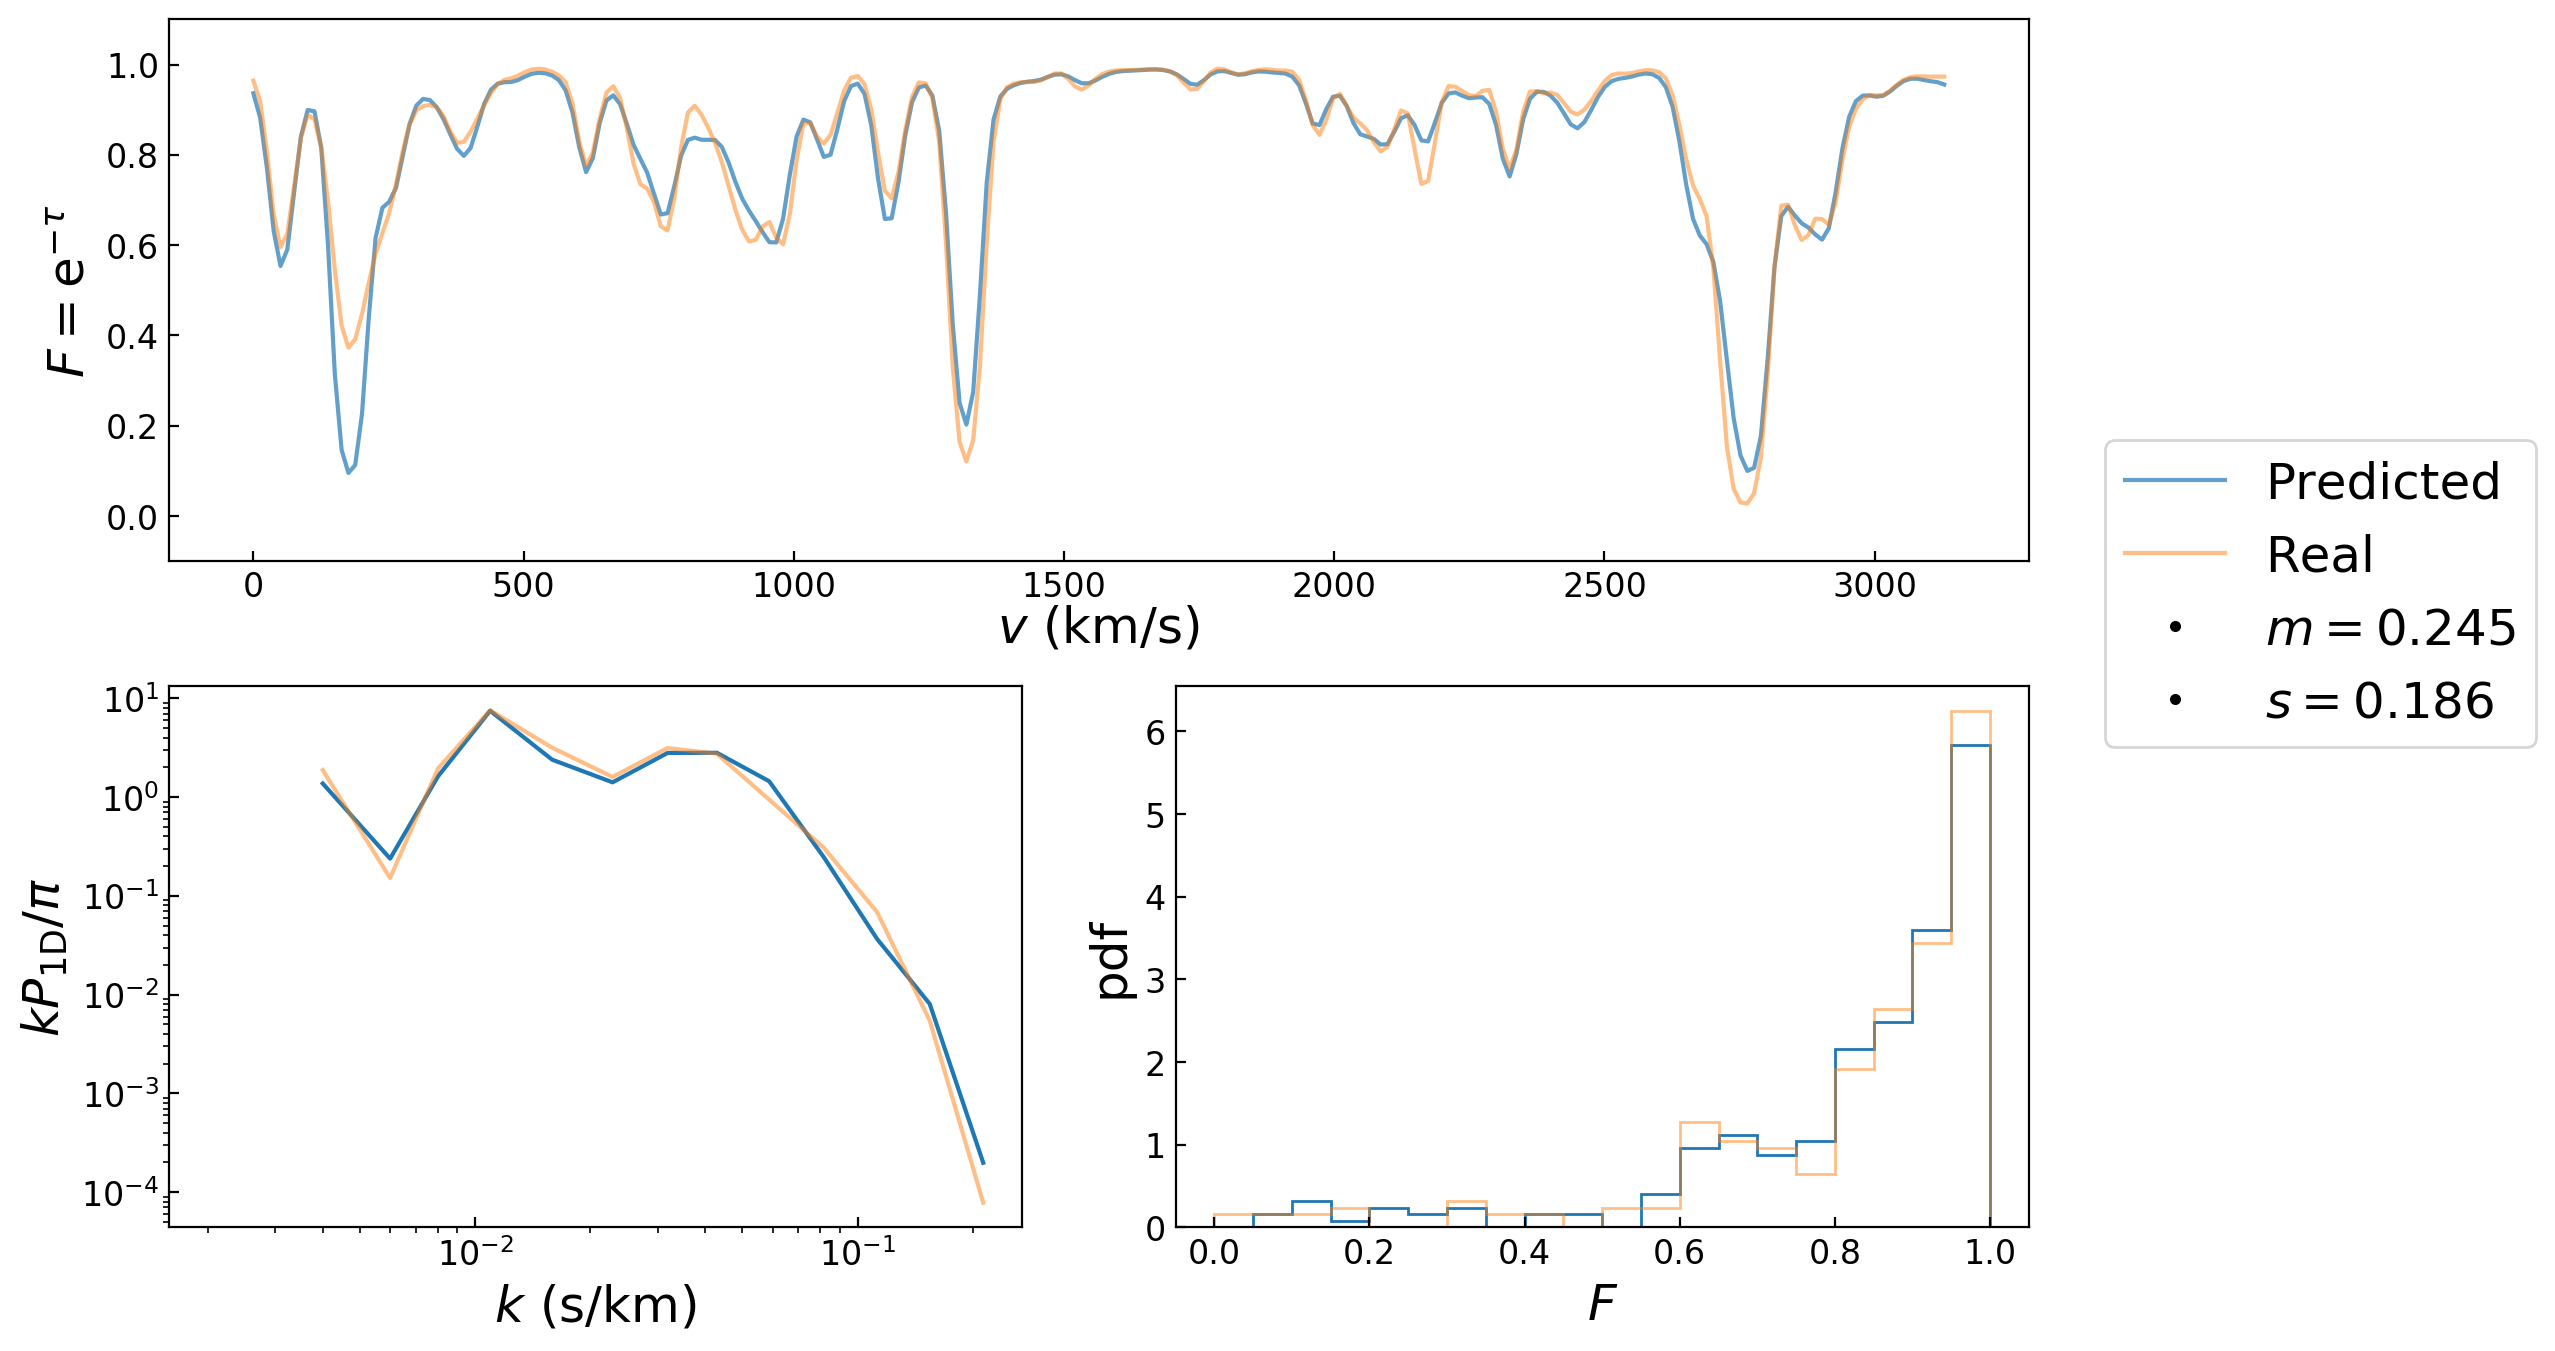 F = e^−τ
1.0
0.8
0.6
0.4
0.2
0.0
0 500 1000 1500 2000 2500 3000
v (km/s)
Predicted
Real
m = 0.245
s = 0.186
kP_1D/π
10^1
10^0
10^−1
10^−2
10^−3
10^−4
10^−2 10^−1
k (s/km)
pdf
6
5
4
3
2
1
0
0.0 0.2 0.4 0.6 0.8 1.0
F